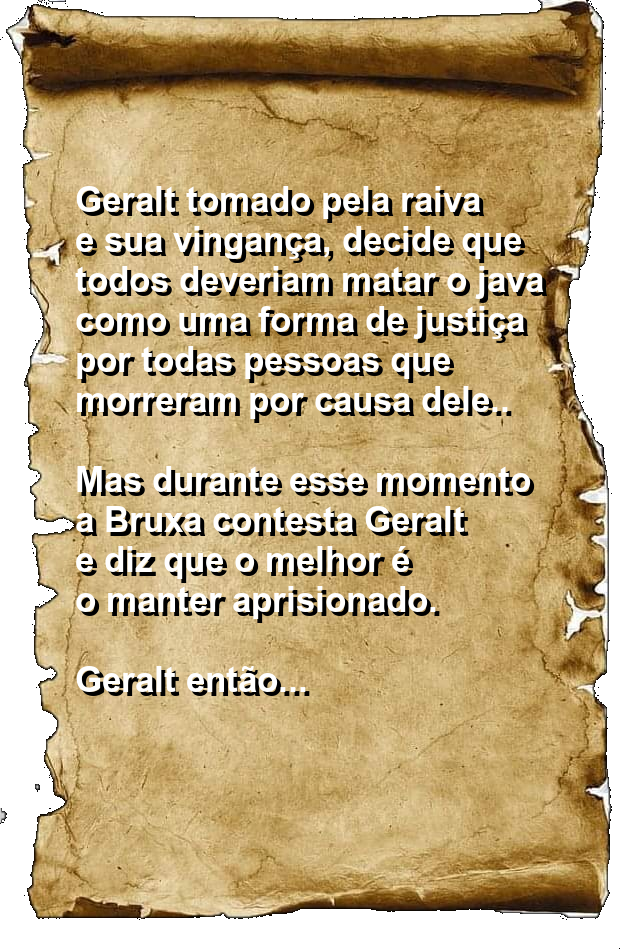 Geralt tomado pela raiva
e sua vingança, decide que
todos deveriam matar o java
como uma forma de justiça
por todas pessoas que
morreram por causa dele..
Mas durante esse momento
a Bruxa contesta Geralt
e diz que o melhor é
o manter aprisionado.
Geralt então...